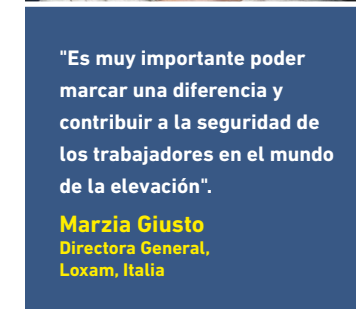 "Es muy importante poder
marcar una diferencia y
contribuir a la seguridad de
los trabajadores en el mundo
de la elevación".
Marzia Giusto
Directora General,
Loxam, Italia